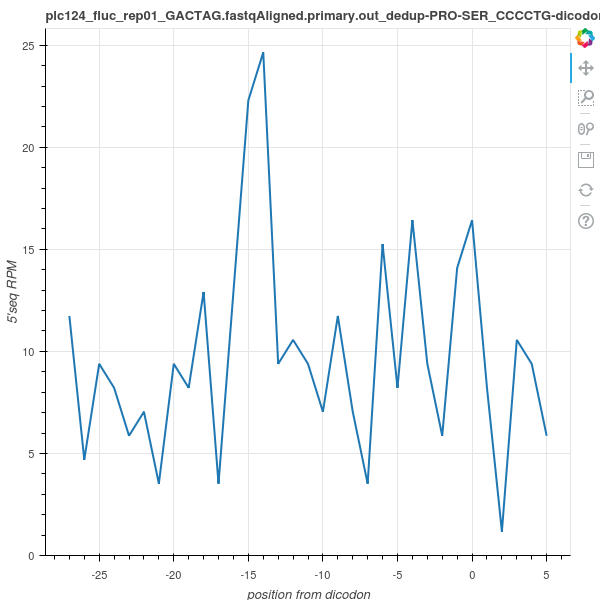 plc124_fluc_rep01_GACTAG.fastqAligned.primary.out_dedup-PRO-SER_CCCCTG-dicodon
25
20
15
10
5
0
5'seq RPM
-25 -20 -15 -10 -5 0 5
position from dicodon